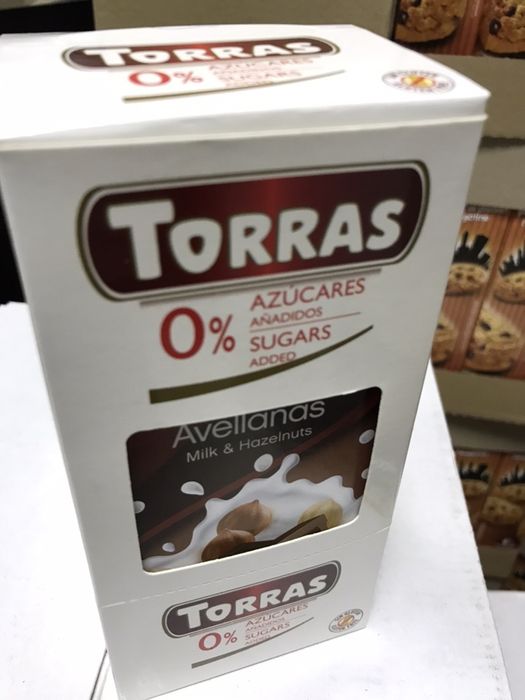 TORRAS
0% AZÚCARES
AÑADIDOS
SUGARS
TORRAS
0% AZÚCARES
AÑADIDOS
SUGARS
ADDED
Avellanas
Milk & Hazelnuts
TORRAS
0% AZÚCARES
AÑADIDOS
SUGARS
ADDED